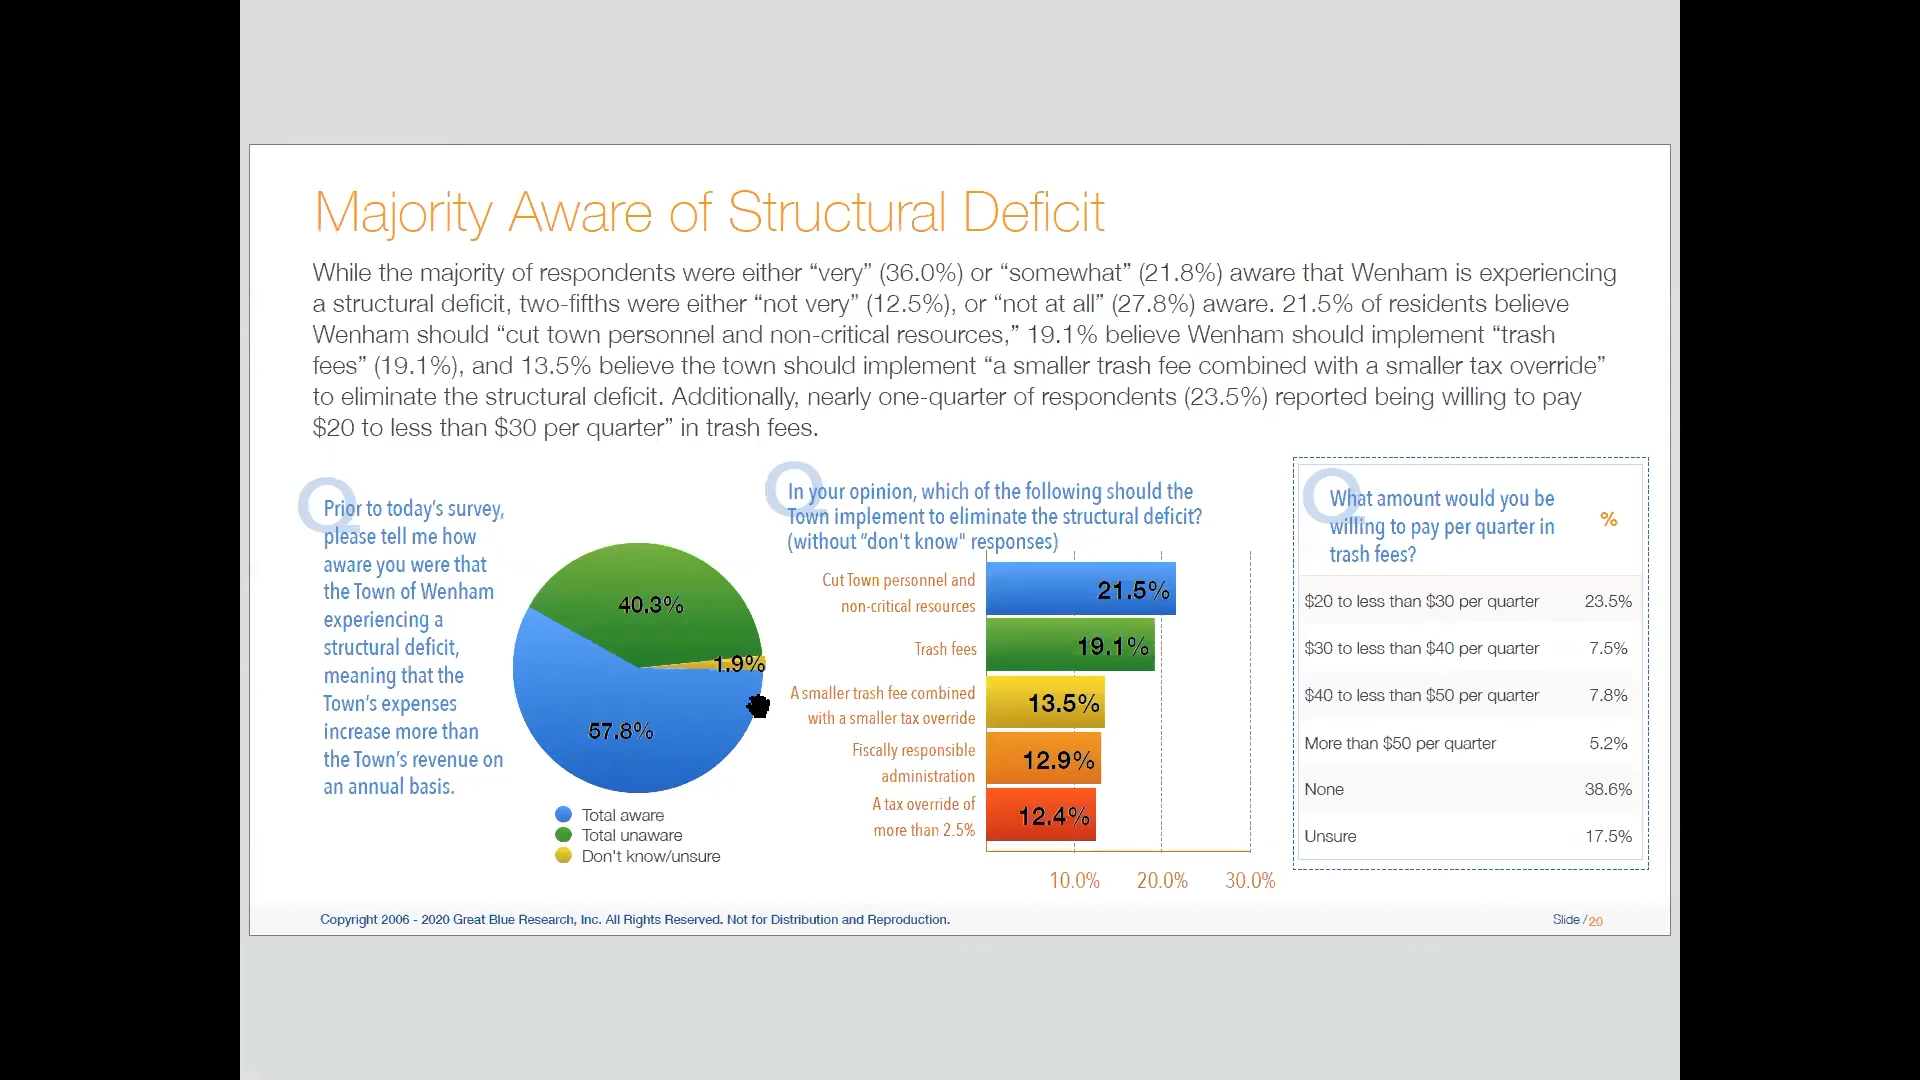 Majority Aware of Structural Deficit
While the majority of respondents were either “very” (36.0%) or “somewhat” (21.8%) aware that Wenham is experiencing
a structural deficit, two-fifths were either “not very” (12.5%), or “not at all” (27.8%) aware. 21.5% of residents believe
Wenham should “cut town personnel and non-critical resources,” 19.1% believe Wenham should implement “trash
fees” (19.1%), and 13.5% believe the town should implement “a smaller trash fee combined with a smaller tax override”
to eliminate the structural deficit. Additionally, nearly one-quarter of respondents (23.5%) reported being willing to pay
$20 to less than $30 per quarter” in trash fees.
Q
Prior to today’s survey,
please tell me how
aware you were that
the Town of Wenham
experiencing a
structural deficit,
meaning that the
Town’s expenses
increase more than
the Town’s revenue on
an annual basis.
40.3%
1.9%
57.8%
Total aware
Total unaware
Don't know/unsure
Q
In your opinion, which of the following should the
Town implement to eliminate the structural deficit?
(without “don't know" responses)
Cut Town personnel and
non-critical resources
21.5%
Trash fees
19.1%
A smaller trash fee combined
with a smaller tax override
13.5%
Fiscally responsible
administration
12.9%
A tax override of
more than 2.5%
12.4%
10.0% 20.0% 30.0%
Q
What amount would you be
willing to pay per quarter in
trash fees?
%
$20 to less than $30 per quarter 23.5%
$30 to less than $40 per quarter 7.5%
$40 to less than $50 per quarter 7.8%
More than $50 per quarter 5.2%
None 38.6%
Unsure 17.5%
Copyright 2006 - 2020 Great Blue Research, Inc. All Rights Reserved. Not for Distribution and Reproduction.
Slide / 20